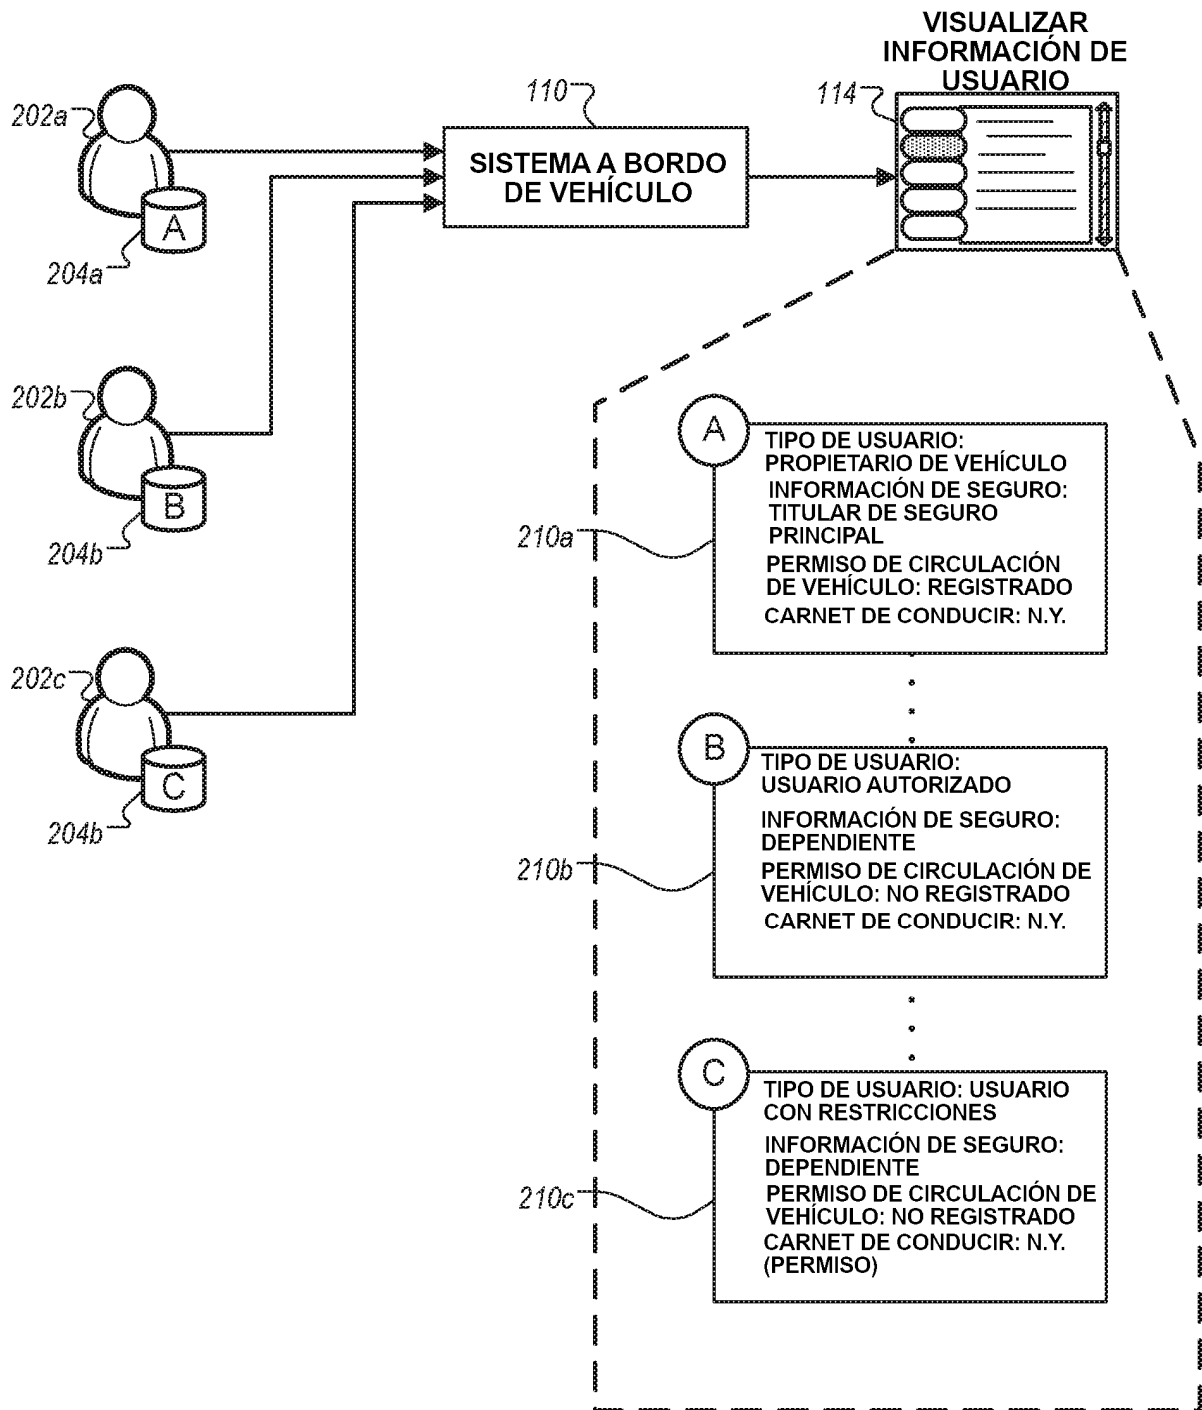 VISUALIZAR
INFORMACIÓN DE
USUARIO
202a
110
114
SISTEMA A BORDO
DE VEHÍCULO
A
204a
202b
B
204b
202c
C
204b
A
TIPO DE USUARIO:
PROPIETARIO DE VEHÍCULO
INFORMACIÓN DE SEGURO:
TITULAR DE SEGURO
PRINCIPAL
210a
PERMISO DE CIRCULACIÓN
DE VEHÍCULO: REGISTRADO
CARNET DE CONDUCIR: N.Y.
B
TIPO DE USUARIO:
USUARIO AUTORIZADO
INFORMACIÓN DE SEGURO:
DEPENDIENTE
210b
PERMISO DE CIRCULACIÓN DE
VEHÍCULO: NO REGISTRADO
CARNET DE CONDUCIR: N.Y.
C
TIPO DE USUARIO: USUARIO
CON RESTRICCIONES
INFORMACIÓN DE SEGURO:
DEPENDIENTE
210c
PERMISO DE CIRCULACIÓN DE
VEHÍCULO: NO REGISTRADO
CARNET DE CONDUCIR: N.Y.
(PERMISO)